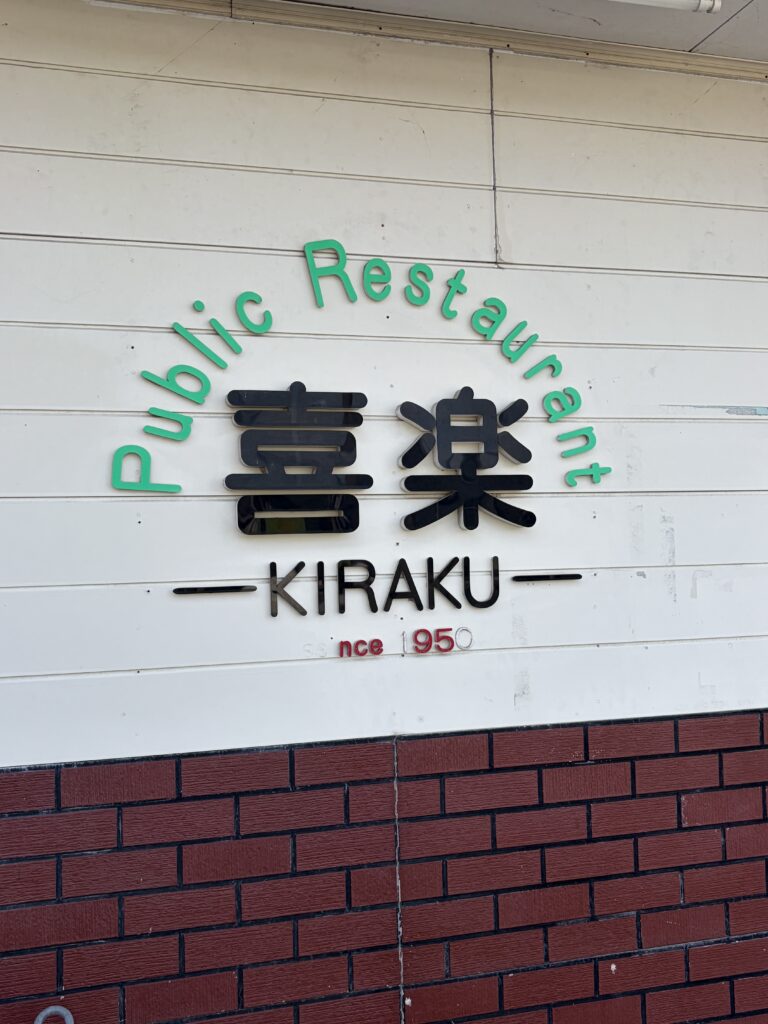 Public Restaurant
喜楽
KIRAKU
nce 1950